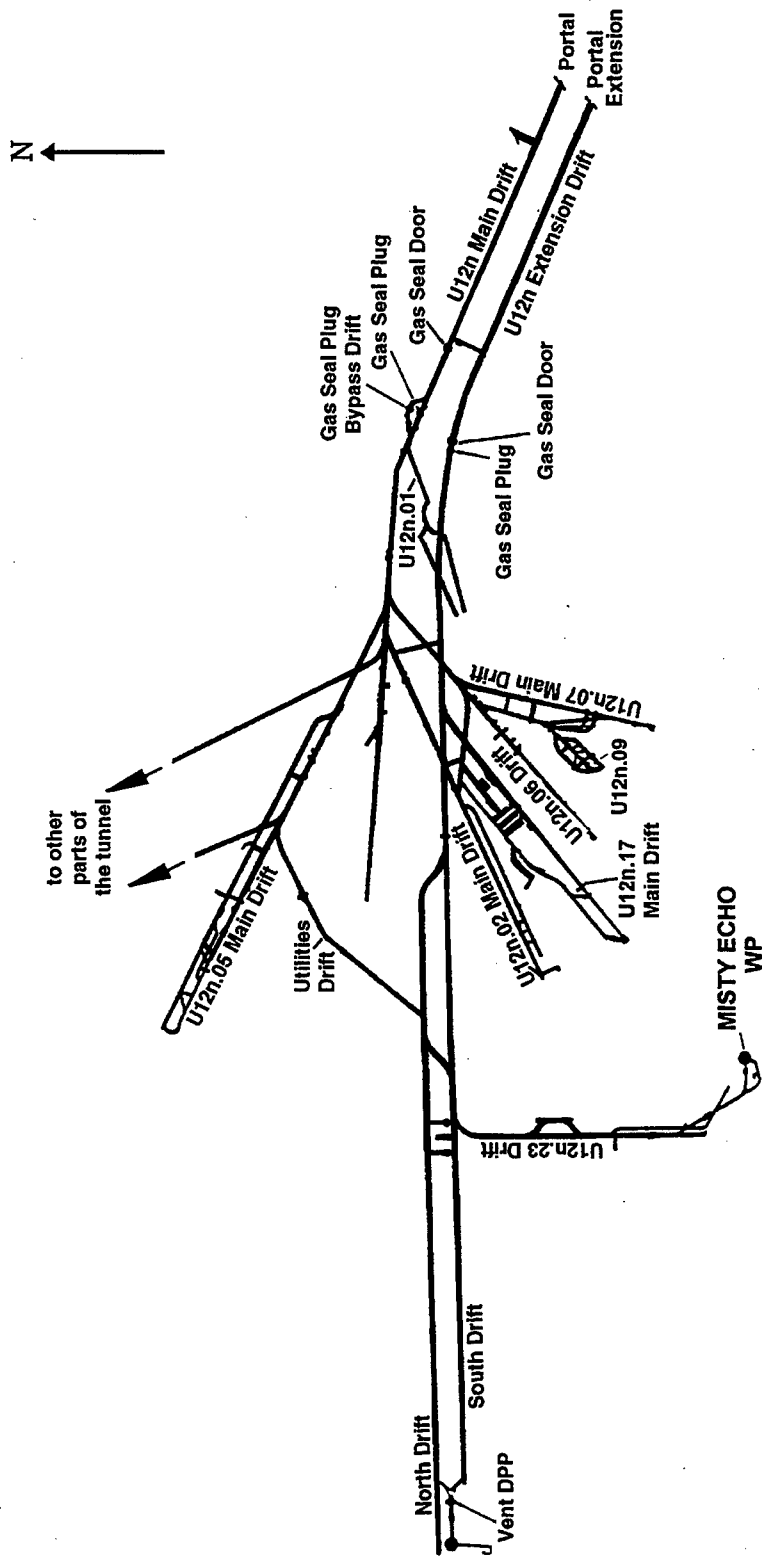 N
Portal
Portal
Extension
U12n Main Drift
U12n Extension Drift
Gas Seal Door
Gas Seal Plug
Gas Seal Plug
Bypass Drift
Gas Seal Door
Gas Seal Plug
U12n.01
to other
parts of
the tunnel
U12n.07 Main Drift
U12n.09
U12n.06 Drift
U12n.17
Main Drift
U12n.02 Main Drift
U12n.05 Main Drift
Utilities
Drift
MISTY ECHO
WP
U12n.23 Drift
North Drift
South Drift
Vent DPP